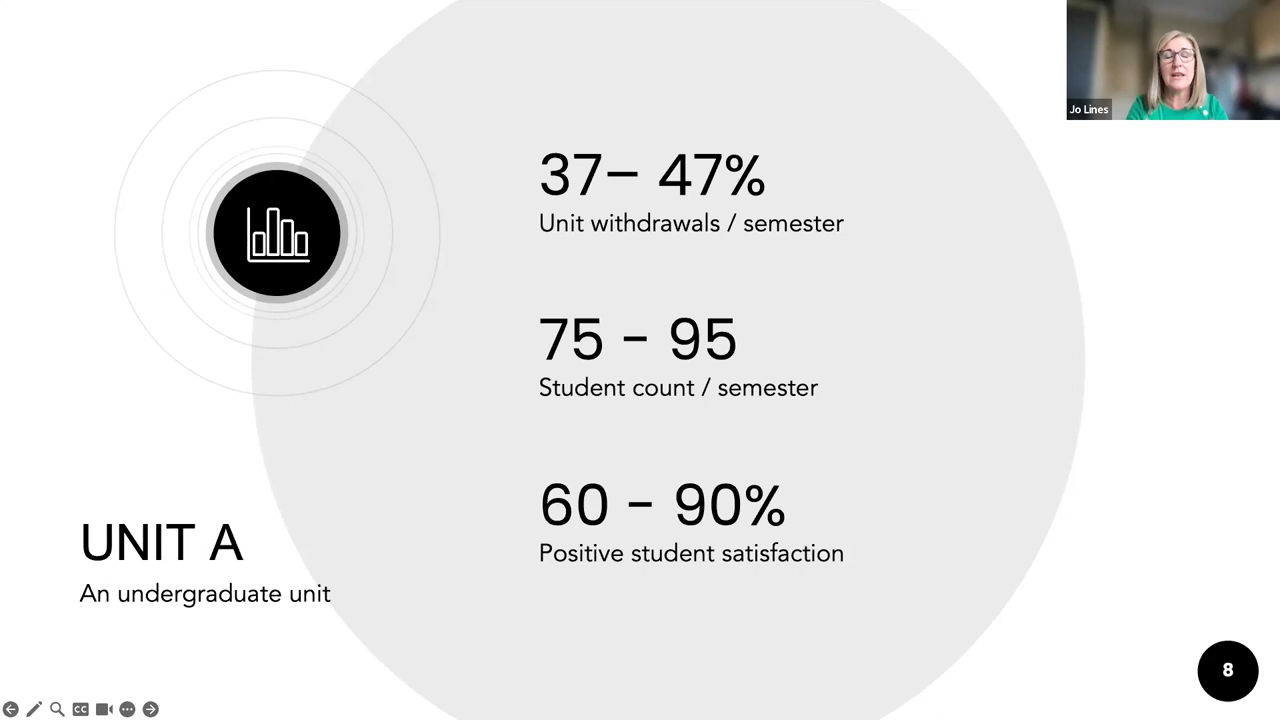 Jo Lines
37– 47%
Unit withdrawals / semester
75 - 95
Student count / semester
60 - 90%
Positive student satisfaction
UNIT A
An undergraduate unit
8
CC